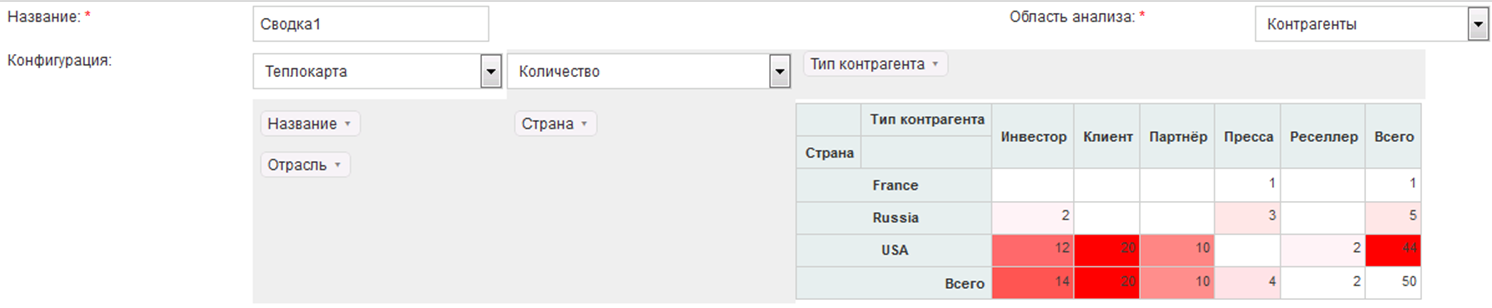 Название: * Сводка1 Область анализа: * Контрагенты
Конфигурация: Теплокарта Количество Тип контрагента
Название Страна
Отрасль
Тип контрагента Инвестор Клиент Партнёр Пресса Реселлер Всего
Страна
France 1 1
Russia 2 3 5
USA 12 20 10 2 44
Всего 14 20 10 4 2 50